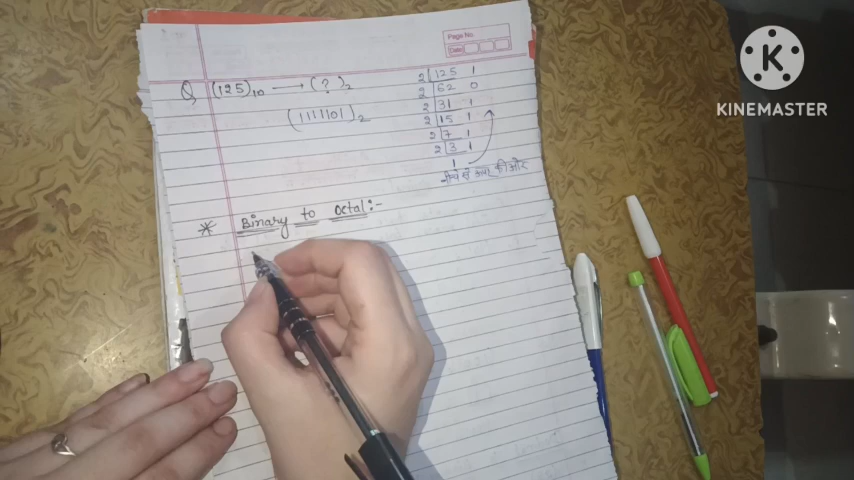 Page No.
Date
Q, (125)10 → (?)2
(1111101)2
2 125 1
2 62 0
2 31 1
2 15 1
2 7 1
2 3 1
1
नीचे से ऊपर की ओर
* Binary to Octal:-
K
KINEMASTER